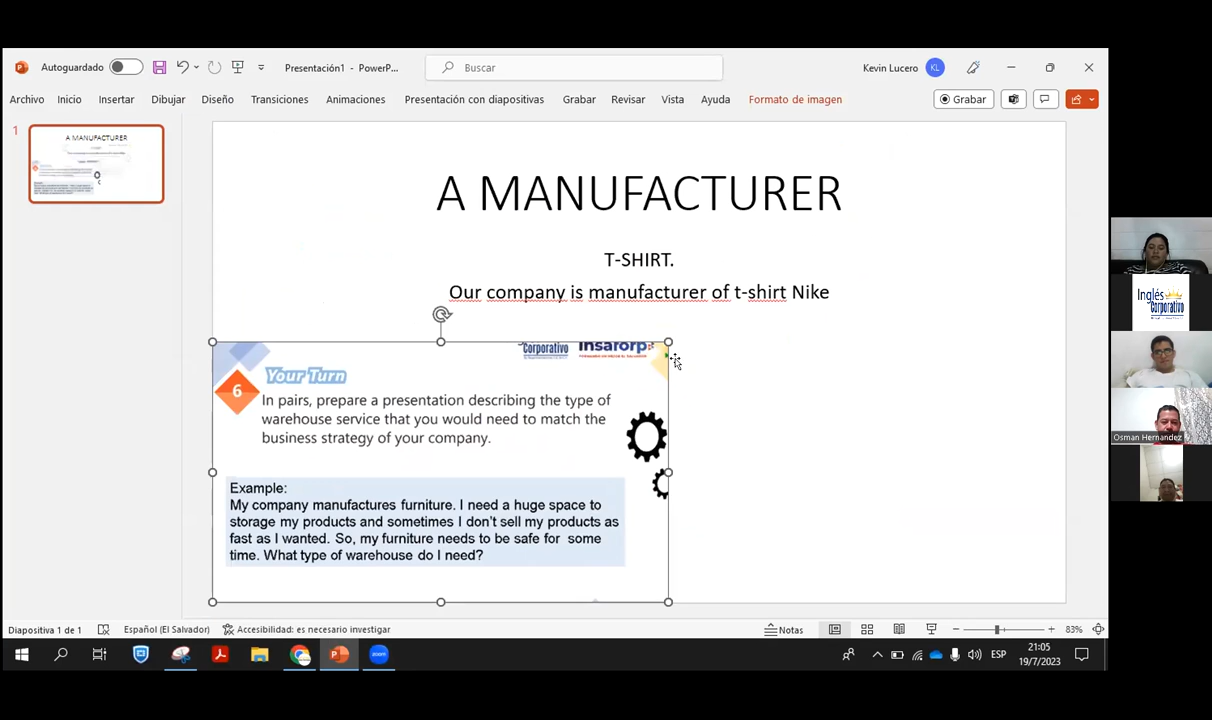 Autoguardado
Presentación1 - PowerP...
Buscar
Kevin Lucero
KL
Archivo
Inicio
Insertar
Dibujar
Diseño
Transiciones
Animaciones
Presentación con diapositivas
Grabar
Revisar
Vista
Ayuda
Formato de imagen
Grabar
1
A MANUFACTURER
A MANUFACTURER
T-SHIRT.
Our company is manufacturer of t-shirt Nike
Corporativo
insaforp
Your Turn
6
In pairs, prepare a presentation describing the type of
warehouse service that you would need to match the
business strategy of your company.
Example:
My company manufactures furniture. I need a huge space to
storage my products and sometimes I don't sell my products as
fast as I wanted. So, my furniture needs to be safe for some
time. What type of warehouse do I need?
Inglés
Corporativo
Osman Hernandez
Diapositiva 1 de 1
Español (El Salvador)
Accesibilidad: es necesario investigar
Notas
83%
zoom
ESP
21:05
19/7/2023